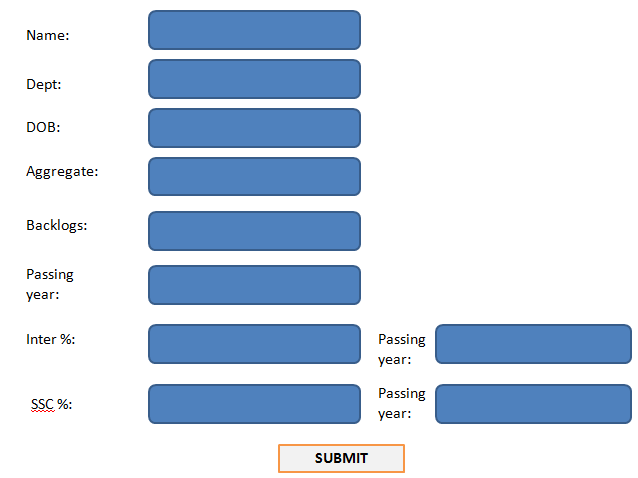 Name:
Dept:
DOB:
Aggregate:
Backlogs:
Passing
year:
Inter %:
Passing
year:
SSC %:
Passing
year:
SUBMIT